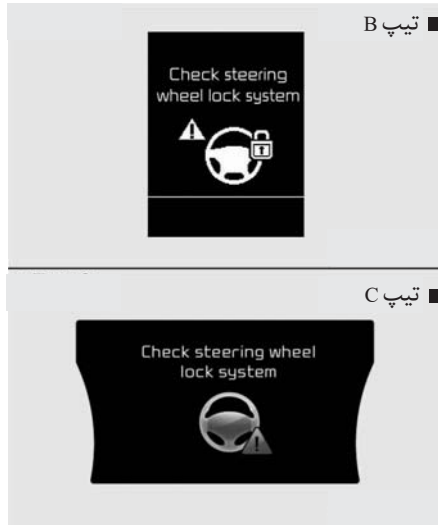 ■ تیپ B
Check steering
wheel lock system
■ تیپ C
Check steering wheel
lock system